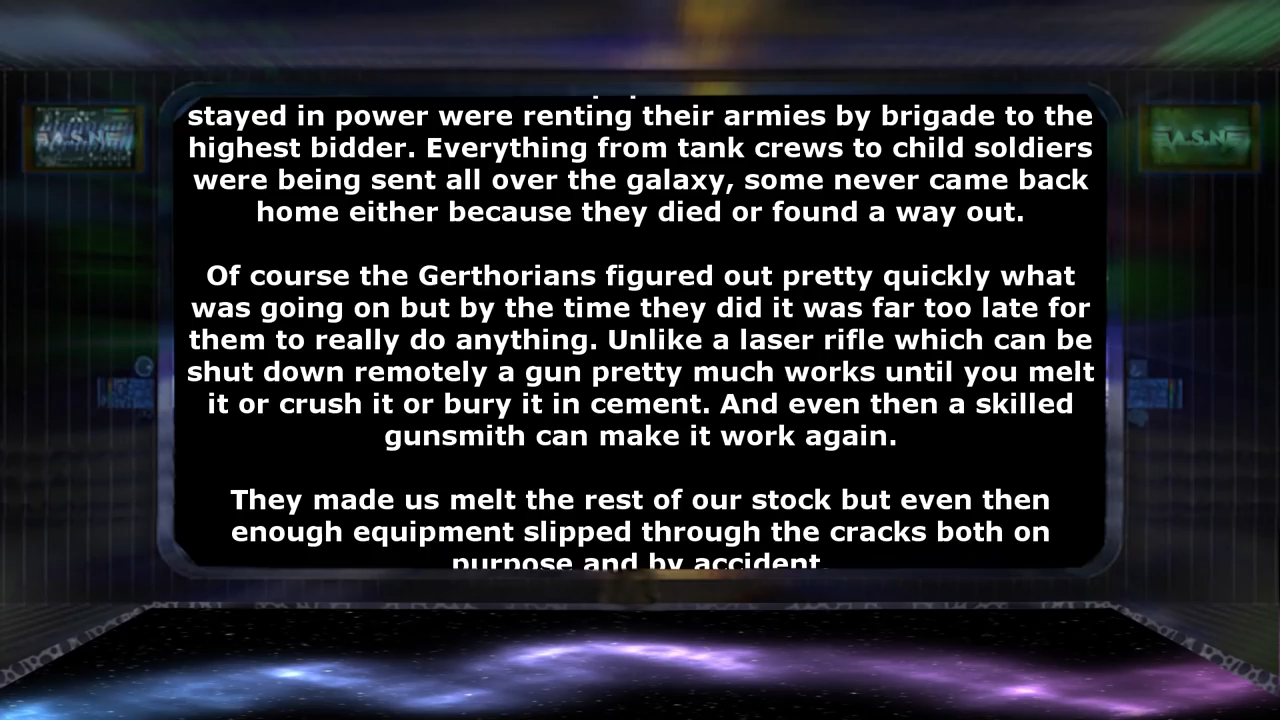 stayed in power were renting their armies by brigade to the
highest bidder. Everything from tank crews to child soldiers
were being sent all over the galaxy, some never came back
home either because they died or found a way out.
Of course the Gerthorians figured out pretty quickly what
was going on but by the time they did it was far too late for
them to really do anything. Unlike a laser rifle which can be
shut down remotely a gun pretty much works until you melt
it or crush it or bury it in cement. And even then a skilled
gunsmith can make it work again.
They made us melt the rest of our stock but even then
enough equipment slipped through the cracks both on
purpose and by accident.